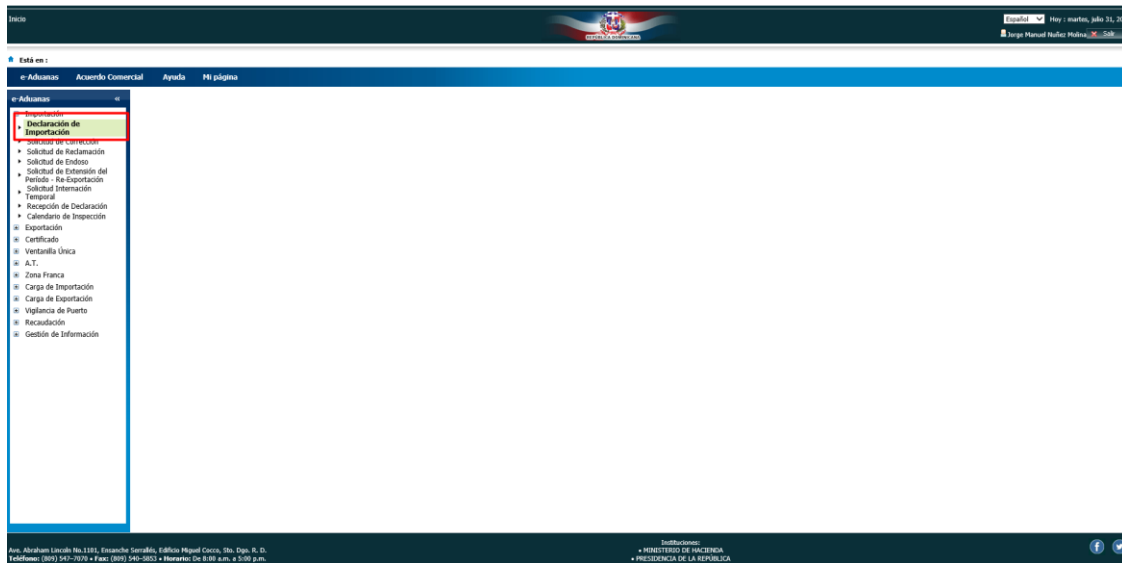 Inicio
REPÚBLICA DOMINICANA
Español
Hoy : martes, julio 31, 20
Jorge Manuel Nuñez Molina
Salir
Está en :
e-Aduanas
Acuerdo Comercial
Ayuda
Mi página
e-Aduanas
«
Importación
Declaración de
Importación
Solicitud de Corrección
Solicitud de Reclamación
Solicitud de Endoso
Solicitud de Extensión del
Período - Re-Exportación
Solicitud Internación
Temporal
Recepción de Declaración
Calendario de Inspección
Exportación
Certificado
Ventanilla Única
A.T.
Zona Franca
Carga de Importación
Carga de Exportación
Vigilancia de Puerto
Recaudación
Gestión de Información
Ave. Abraham Lincoln No.1101, Ensanche Serrallés, Edificio Miguel Cocco, Sto. Dgo. R. D.
Teléfono: (809) 547-7070 • Fax: (809) 540-5853 • Horario: De 8:00 a.m. a 5:00 p.m.
Instituciones:
• MINISTERIO DE HACIENDA
• PRESIDENCIA DE LA REPÚBLICA